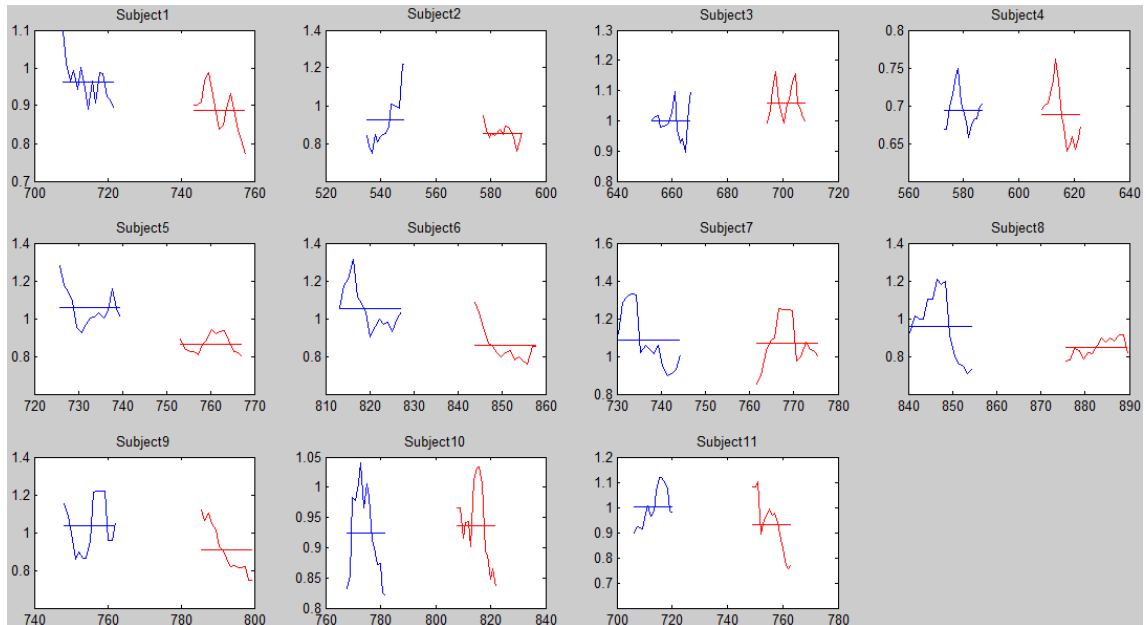 Subject1 Subject2 Subject3 Subject4
1.1 1.4 1.3 0.8
1 1.2 1.2 0.75
0.9 1 1.1 0.7
0.8 0.8 1 0.65
0.7 0.9
0.8
700 720 740 760 520 540 560 580 600 640 660 680 700 720 560 580 600 620 640
Subject5 Subject6 Subject7 Subject8
1.4 1.4 1.6 1.4
1.2 1.2 1.4 1.2
1 1 1.2 1
0.8 0.8 1 0.8
0.8
720 730 740 750 760 770 810 820 830 840 850 860 730 740 750 760 770 780 840 850 860 870 880 890
Subject9 Subject10 Subject11
1.4 1.05 1.2
1.2 1 1.1
1 0.95 1
0.8 0.9 0.9
0.85 0.8
0.8 0.7
740 760 780 800 760 780 800 820 840 700 720 740 760 780